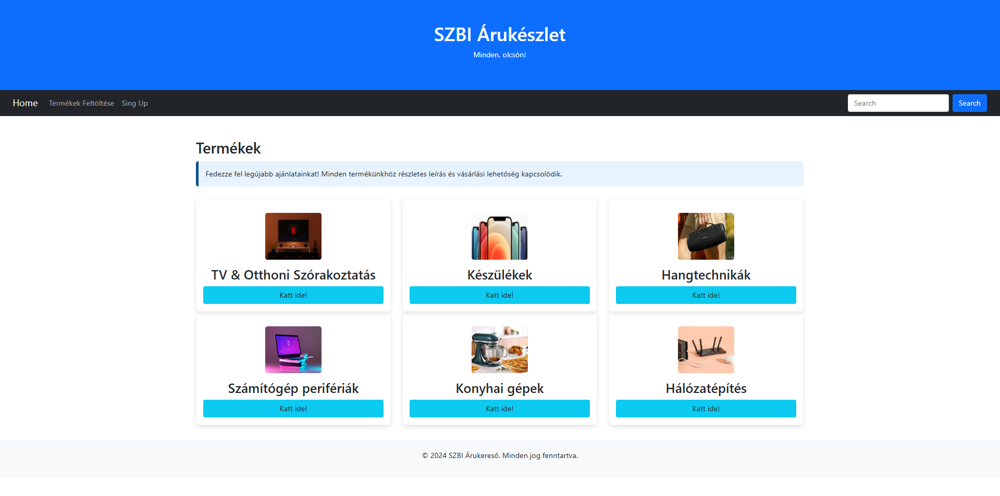 SZBI Árukészlet
Minden, olcsón!
Home Termékek Feltöltése Sing Up Search Search
Termékek
Fedezze fel legújabb ajánlatainkat! Minden termékünkhöz részletes leírás és vásárlási lehetőség kapcsolódik.
N
TV & Otthoni Szórakoztatás Készülékek Hangtechnikák
Katt ide! Katt ide! Katt ide!
Számítógép perifériák Konyhai gépek Hálózatépítés
Katt ide! Katt ide! Katt ide!
© 2024 SZBI Árukereső. Minden jog fenntartva.